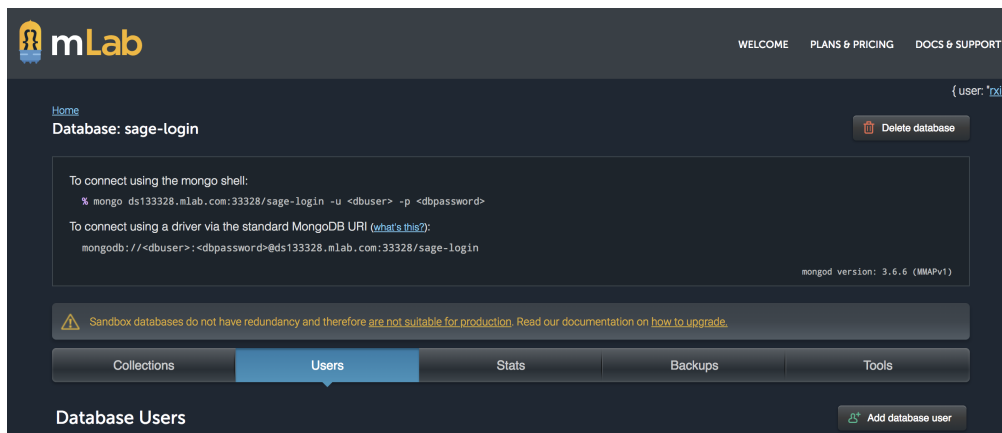 mLab
WELCOME PLANS & PRICING DOCS & SUPPORT
{ user: "rxi
Home
Database: sage-login
Delete database
To connect using the mongo shell:
% mongo ds133328.mlab.com:33328/sage-login -u <dbuser> -p <dbpassword>
To connect using a driver via the standard MongoDB URI (what's this?):
mongodb://<dbuser>:<dbpassword>@ds133328.mlab.com:33328/sage-login
mongod version: 3.6.6 (MMAPv1)
Sandbox databases do not have redundancy and therefore are not suitable for production. Read our documentation on how to upgrade.
Collections Users Stats Backups Tools
Database Users
Add database user